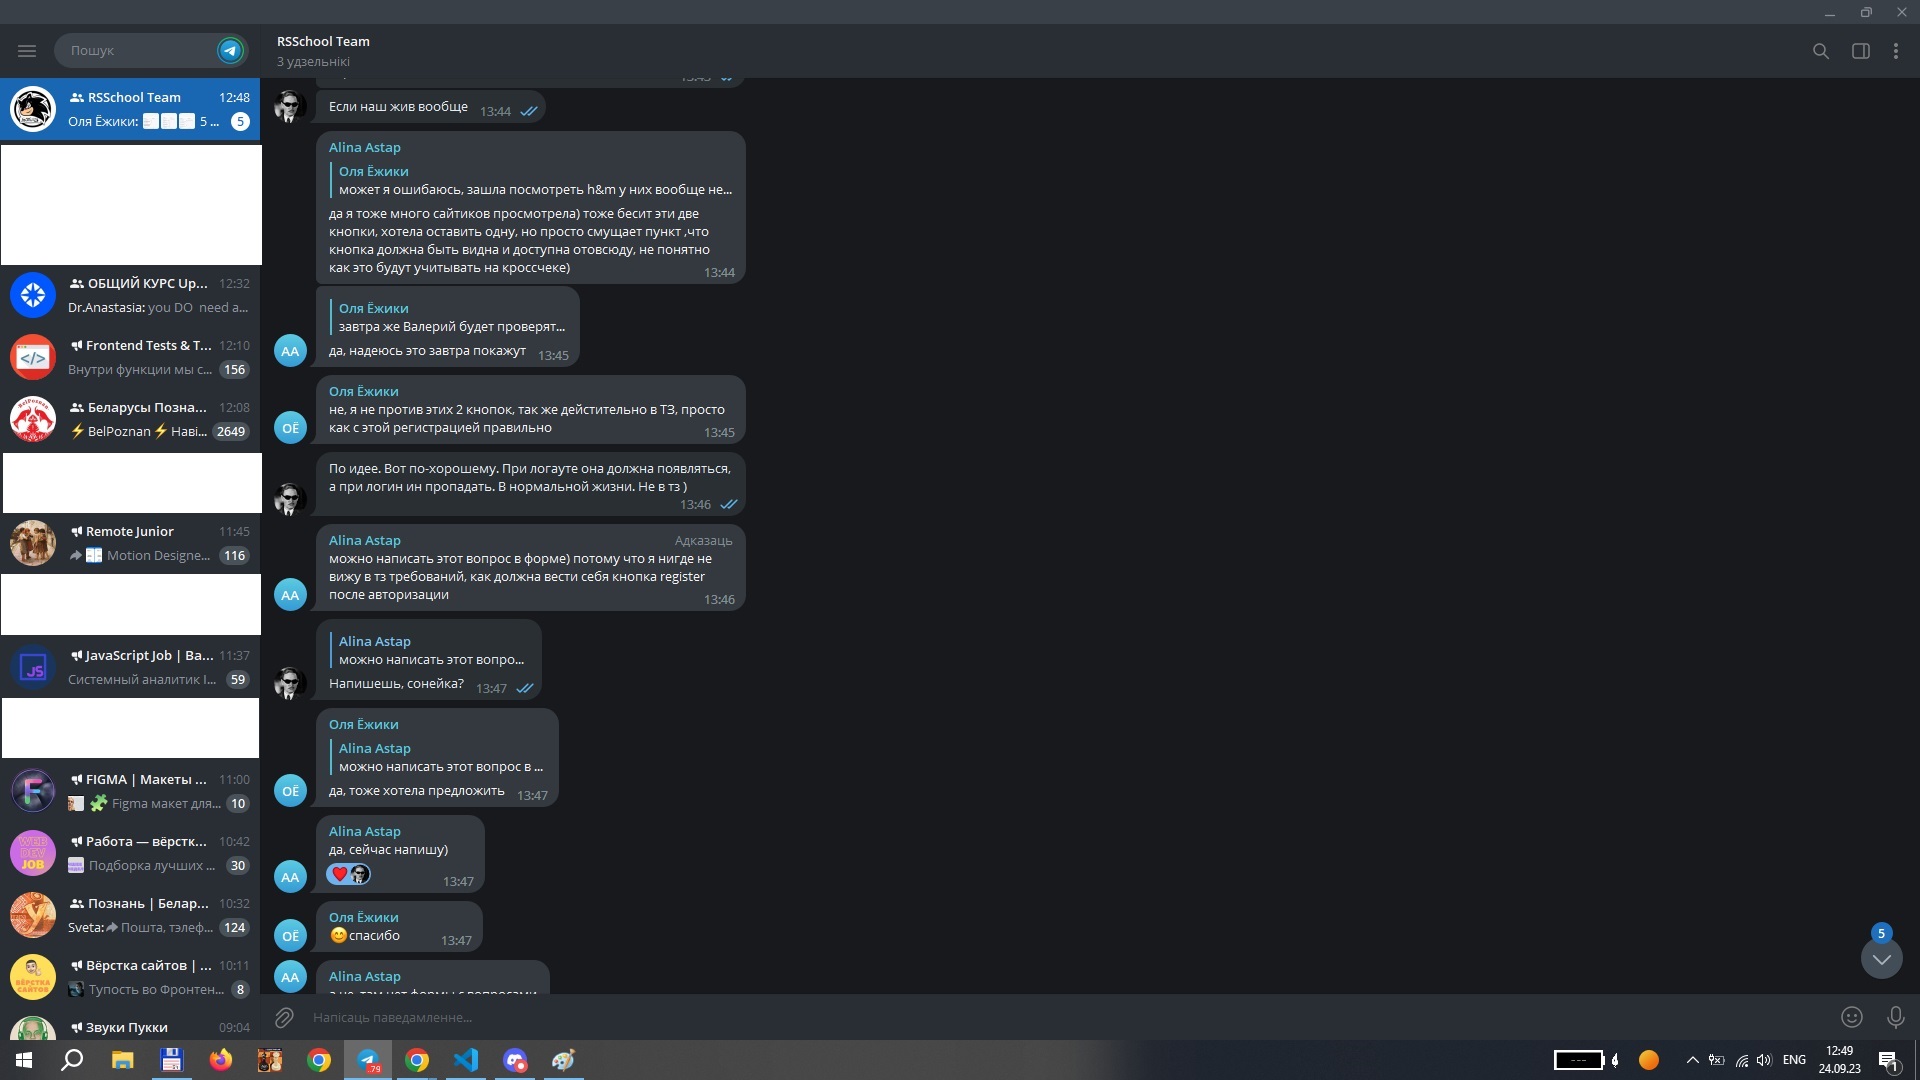 Пошук
RSSchool Team
3 удзельнікі
RSSchool Team 12:48
Оля Ёжики: 5 ... 5
ОБЩИЙ КУРС Up... 12:32
Dr.Anastasia: you DO need a...
Frontend Tests & T... 12:10
Внутри функции мы с... 156
Беларусы Позна... 12:08
⚡BelPoznan⚡Наві... 2649
Remote Junior 11:45
Motion Designe... 116
JavaScript Job | Ва... 11:37
Системный аналитик I... 59
FIGMA | Макеты ... 11:00
Figma макет для... 10
Работа — вёрстк... 10:42
Подборка лучших ... 30
Познань | Белар... 10:32
Sveta: Пошта, тэлеф... 124
Вёрстка сайтов | ... 10:11
Тупость во Фронтен... 8
Звуки Пукки 09:04
Если наш жив вообще 13:44
Alina Astap
Оля Ёжики
может я ошибаюсь, зашла посмотреть h&m у них вообще не...
да я тоже много сайтиков просмотрела) тоже бесит эти две
кнопки, хотела оставить одну, но просто смущает пункт ,что
кнопка должна быть видна и доступна отовсюду, не понятно
как это будут учитывать на кроссчеке) 13:44
Оля Ёжики
завтра же Валерий будет проверят...
да, надеюсь это завтра покажут 13:45
АА
Оля Ёжики
не, я не против этих 2 кнопок, так же дейстительно в ТЗ, просто
как с этой регистрацией правильно 13:45
ОЁ
По идее. Вот по-хорошему. При логауте она должна появляться,
а при логин ин пропадать. В нормальной жизни. Не в тз )
13:46
Alina Astap Адказаць
можно написать этот вопрос в форме) потому что я нигде не
вижу в тз требований, как должна вести себя кнопка register
после авторизации 13:46
АА
Alina Astap
можно написать этот вопро...
Напишешь, сонейка? 13:47
Оля Ёжики
Alina Astap
можно написать этот вопрос в ...
да, тоже хотела предложить 13:47
ОЁ
Alina Astap
да, сейчас напишу)
АА
13:47
Оля Ёжики
😊спасибо 13:47
ОЁ
АА
Alina Astap
5
Напісаць паведамленне...
.79
ENG
12:49
24.09.23
1